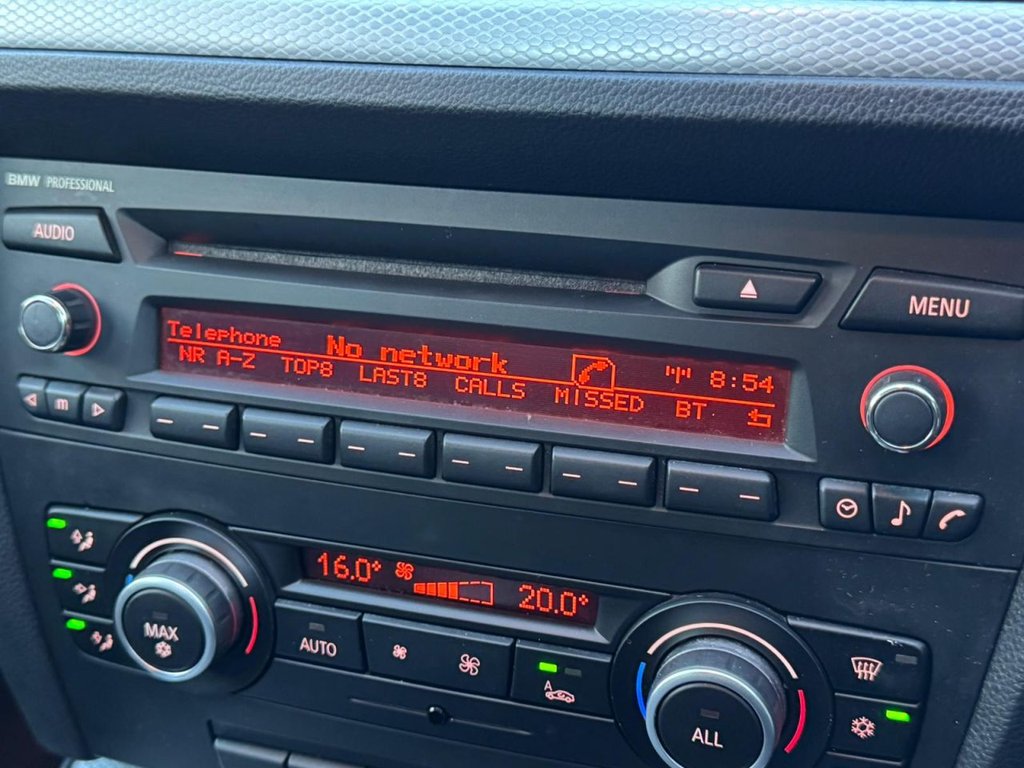 BMW PROFESSIONAL
AUDIO
MENU
Telephone No network 8:54
NR A-Z TOP8 LAST8 CALLS MISSED BT
m
16.0° 20.0°
MAX
AUTO
A
ALL